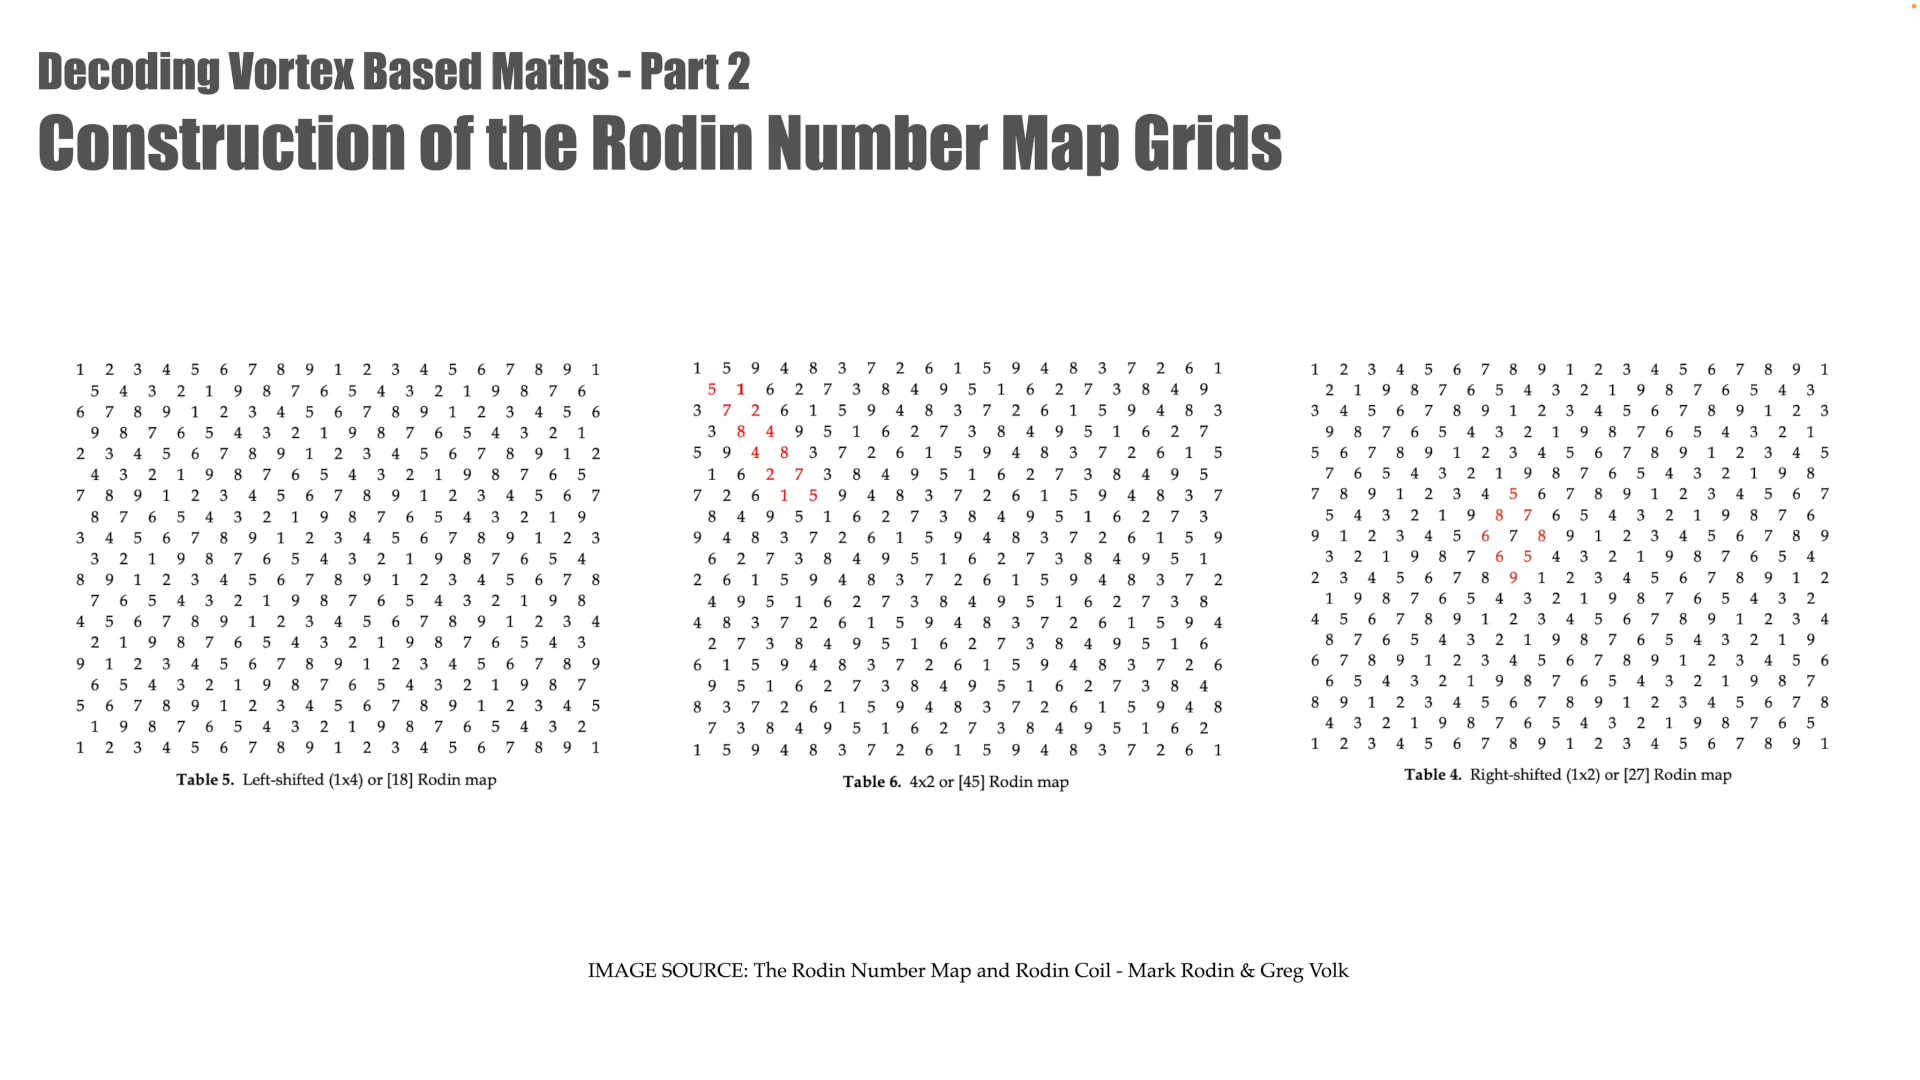 Decoding Vortex Based Maths - Part 2
Construction of the Rodin Number Map Grids
1 2 3 4 5 6 7 8 9 1 2 3 4 5 6 7 8 9 1
5 4 3 2 1 9 8 7 6 5 4 3 2 1 9 8 7 6
6 7 8 9 1 2 3 4 5 6 7 8 9 1 2 3 4 5 6
9 8 7 6 5 4 3 2 1 9 8 7 6 5 4 3 2 1
2 3 4 5 6 7 8 9 1 2 3 4 5 6 7 8 9 1 2
4 3 2 1 9 8 7 6 5 4 3 2 1 9 8 7 6 5
7 8 9 1 2 3 4 5 6 7 8 9 1 2 3 4 5 6 7
8 7 6 5 4 3 2 1 9 8 7 6 5 4 3 2 1 9
3 4 5 6 7 8 9 1 2 3 4 5 6 7 8 9 1 2 3
3 2 1 9 8 7 6 5 4 3 2 1 9 8 7 6 5 4
8 9 1 2 3 4 5 6 7 8 9 1 2 3 4 5 6 7 8
7 6 5 4 3 2 1 9 8 7 6 5 4 3 2 1 9 8
4 5 6 7 8 9 1 2 3 4 5 6 7 8 9 1 2 3 4
2 1 9 8 7 6 5 4 3 2 1 9 8 7 6 5 4 3
9 1 2 3 4 5 6 7 8 9 1 2 3 4 5 6 7 8 9
6 5 4 3 2 1 9 8 7 6 5 4 3 2 1 9 8 7
5 6 7 8 9 1 2 3 4 5 6 7 8 9 1 2 3 4 5
1 9 8 7 6 5 4 3 2 1 9 8 7 6 5 4 3 2
1 2 3 4 5 6 7 8 9 1 2 3 4 5 6 7 8 9 1
Table 5. Left-shifted (1x4) or [18] Rodin map
1 5 9 4 8 3 7 2 6 1 5 9 4 8 3 7 2 6 1
5 1 6 2 7 3 8 4 9 5 1 6 2 7 3 8 4 9
3 7 2 6 1 5 9 4 8 3 7 2 6 1 5 9 4 8 3
3 8 4 9 5 1 6 2 7 3 8 4 9 5 1 6 2 7
5 9 4 8 3 7 2 6 1 5 9 4 8 3 7 2 6 1 5
1 6 2 7 3 8 4 9 5 1 6 2 7 3 8 4 9 5
7 2 6 1 5 9 4 8 3 7 2 6 1 5 9 4 8 3 7
8 4 9 5 1 6 2 7 3 8 4 9 5 1 6 2 7 3
9 4 8 3 7 2 6 1 5 9 4 8 3 7 2 6 1 5 9
6 2 7 3 8 4 9 5 1 6 2 7 3 8 4 9 5 1
2 6 1 5 9 4 8 3 7 2 6 1 5 9 4 8 3 7 2
4 9 5 1 6 2 7 3 8 4 9 5 1 6 2 7 3 8
4 8 3 7 2 6 1 5 9 4 8 3 7 2 6 1 5 9 4
2 7 3 8 4 9 5 1 6 2 7 3 8 4 9 5 1 6
6 1 5 9 4 8 3 7 2 6 1 5 9 4 8 3 7 2 6
9 5 1 6 2 7 3 8 4 9 5 1 6 2 7 3 8 4
8 3 7 2 6 1 5 9 4 8 3 7 2 6 1 5 9 4 8
7 3 8 4 9 5 1 6 2 7 3 8 4 9 5 1 6 2
1 5 9 4 8 3 7 2 6 1 5 9 4 8 3 7 2 6 1
Table 6. 4x2 or [45] Rodin map
1 2 3 4 5 6 7 8 9 1 2 3 4 5 6 7 8 9 1
2 1 9 8 7 6 5 4 3 2 1 9 8 7 6 5 4 3
3 4 5 6 7 8 9 1 2 3 4 5 6 7 8 9 1 2 3
9 8 7 6 5 4 3 2 1 9 8 7 6 5 4 3 2 1
5 6 7 8 9 1 2 3 4 5 6 7 8 9 1 2 3 4 5
7 6 5 4 3 2 1 9 8 7 6 5 4 3 2 1 9 8
7 8 9 1 2 3 4 5 6 7 8 9 1 2 3 4 5 6 7
5 4 3 2 1 9 8 7 6 5 4 3 2 1 9 8 7 6
9 1 2 3 4 5 6 7 8 9 1 2 3 4 5 6 7 8 9
3 2 1 9 8 7 6 5 4 3 2 1 9 8 7 6 5 4
2 3 4 5 6 7 8 9 1 2 3 4 5 6 7 8 9 1 2
1 9 8 7 6 5 4 3 2 1 9 8 7 6 5 4 3 2
4 5 6 7 8 9 1 2 3 4 5 6 7 8 9 1 2 3 4
8 7 6 5 4 3 2 1 9 8 7 6 5 4 3 2 1 9
6 7 8 9 1 2 3 4 5 6 7 8 9 1 2 3 4 5 6
6 5 4 3 2 1 9 8 7 6 5 4 3 2 1 9 8 7
8 9 1 2 3 4 5 6 7 8 9 1 2 3 4 5 6 7 8
4 3 2 1 9 8 7 6 5 4 3 2 1 9 8 7 6 5
1 2 3 4 5 6 7 8 9 1 2 3 4 5 6 7 8 9 1
Table 4. Right-shifted (1x2) or [27] Rodin map
IMAGE SOURCE: The Rodin Number Map and Rodin Coil - Mark Rodin & Greg Volk